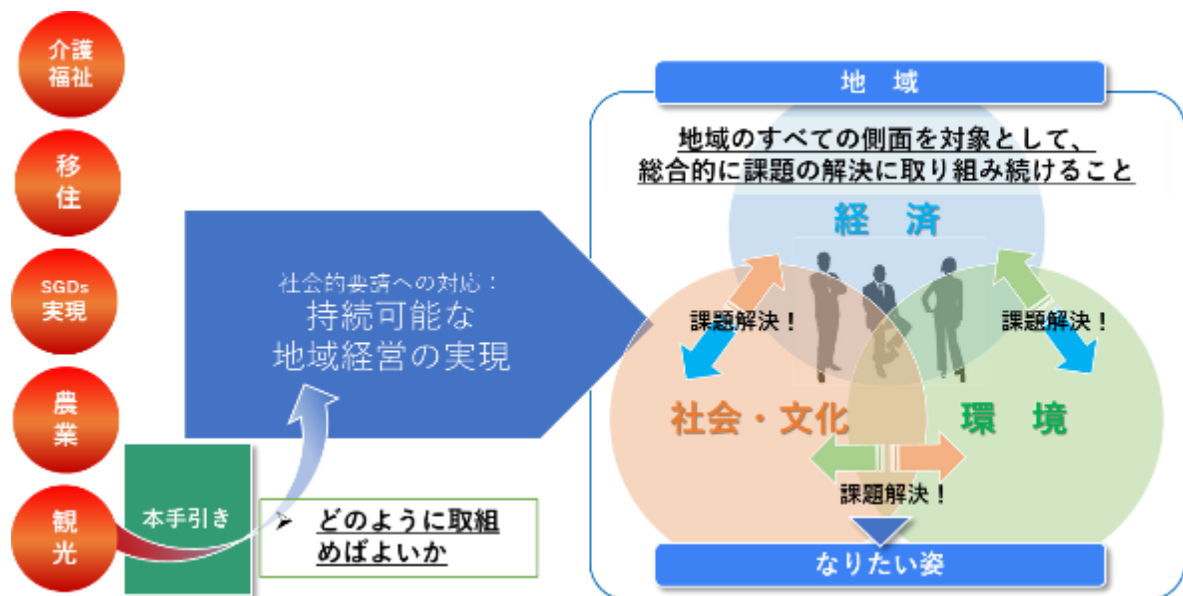 介護
福祉
移
住
SGDs
実現
農
業
観
光
本手引き
➤ どのように取組
めばよいか
社会的要請への対応：
持続可能な
地域経営の実現
地 域
地域のすべての側面を対象として、
総合的に課題の解決に取り組み続けること
経 済
課題解決！
課題解決！
社会・文化
環 境
課題解決！
なりたい姿